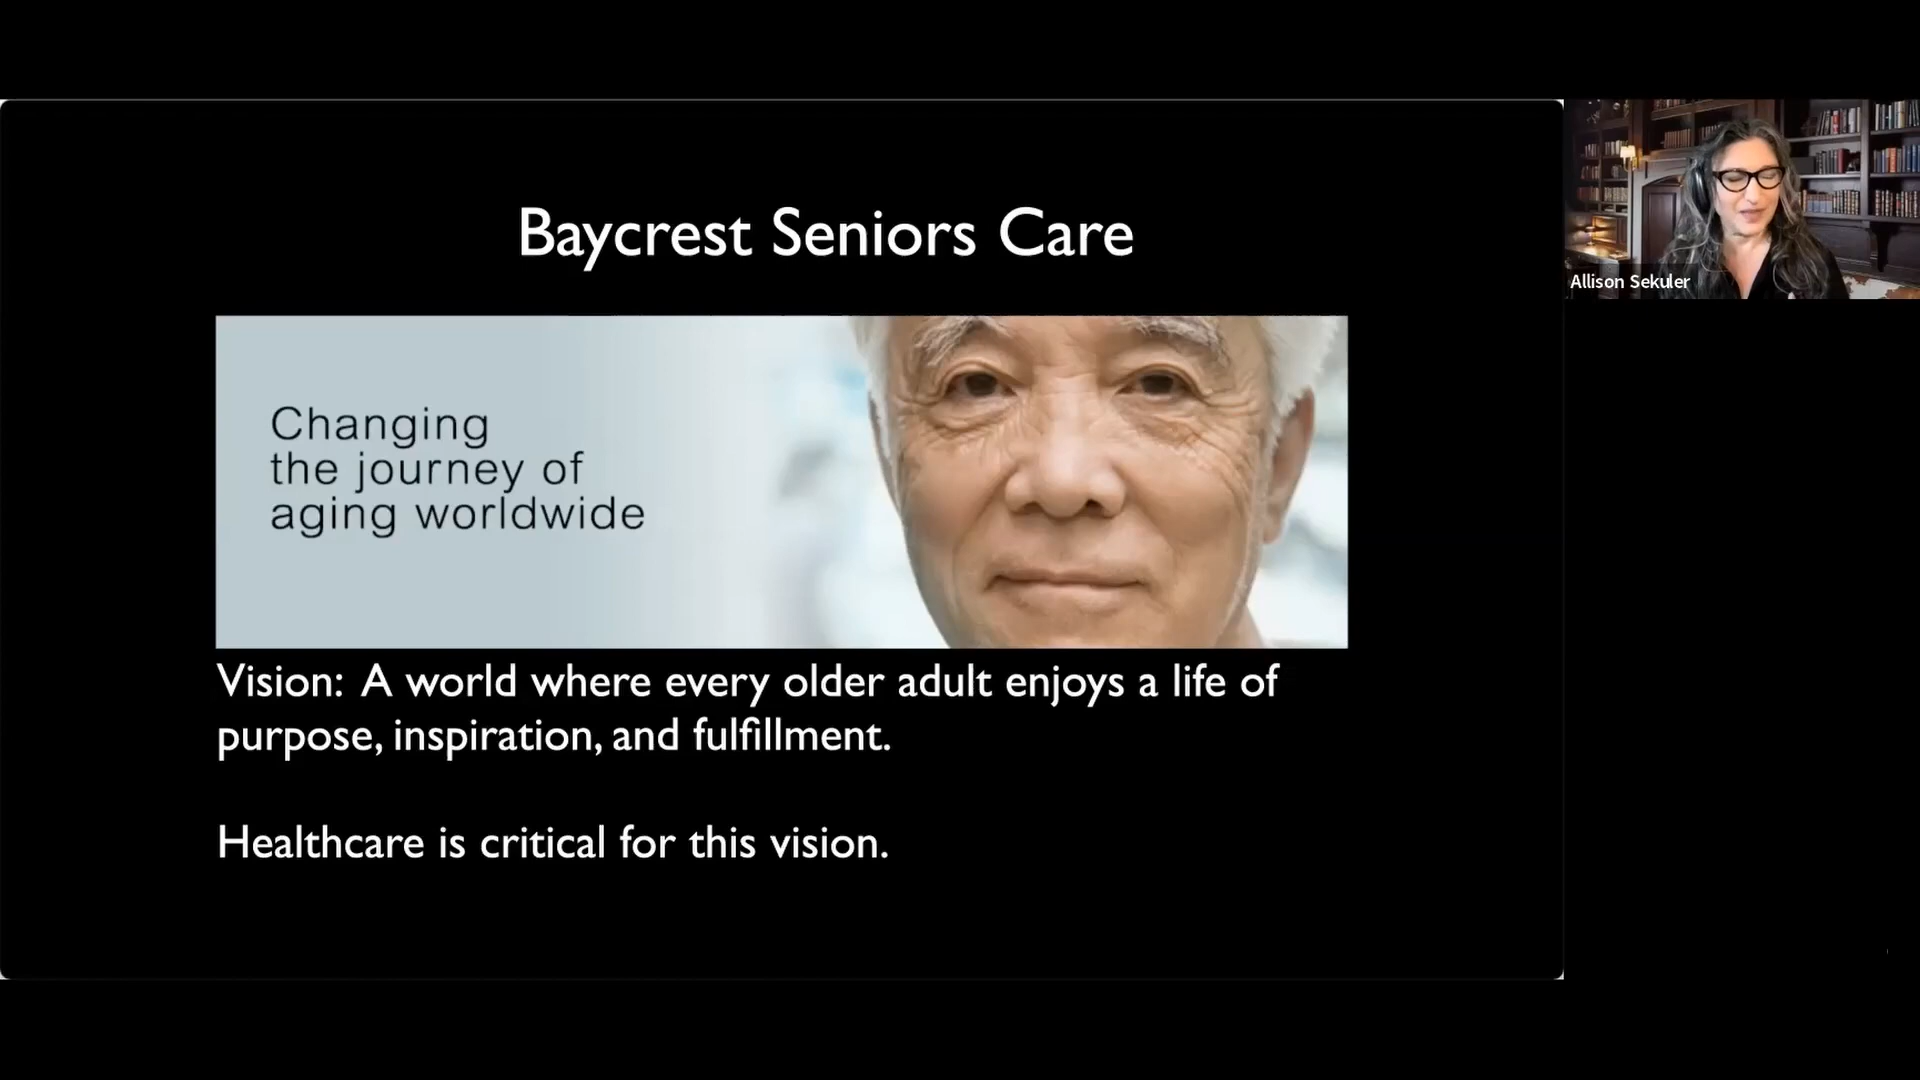 Baycrest Seniors Care
Changing
the journey of
aging worldwide
Vision: A world where every older adult enjoys a life of
purpose, inspiration, and fulfillment.
Healthcare is critical for this vision.
Allison Sekuler